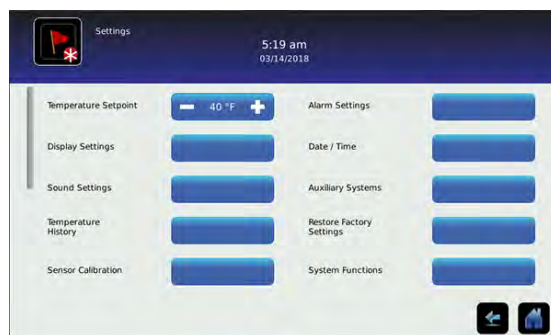 Settings
5:19 am
03/14/2018
Temperature Setpoint
40 °F
Alarm Settings
Display Settings
Date / Time
Sound Settings
Auxiliary Systems
Temperature
History
Restore Factory
Settings
Sensor Calibration
System Functions